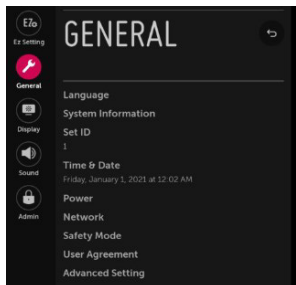 EZo
Ez Setting
GENERAL
General
Display
Sound
Admin
Language
System Information
Set ID
1
Time & Date
Friday, January 1, 2021 at 12:02 AM
Power
Network
Safety Mode
User Agreement
Advanced Setting